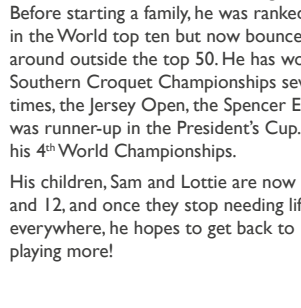 Before starting a family, he was ranked
in the World top ten but now bounce
around outside the top 50. He has wo
Southern Croquet Championships sev
times, the Jersey Open, the Spencer E
was runner-up in the President's Cup.
his 4th World Championships.
His children, Sam and Lottie are now
and 12, and once they stop needing lif
everywhere, he hopes to get back to
playing more!